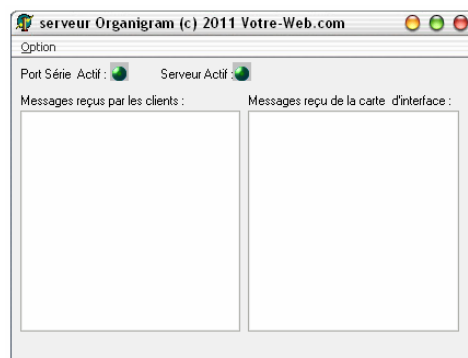 serveur Organigram (c) 2011 Votre-Web.com
Option
Port Série Actif : Serveur Actif :
Messages reçus par les clients : Messages reçu de la carte d'interface :